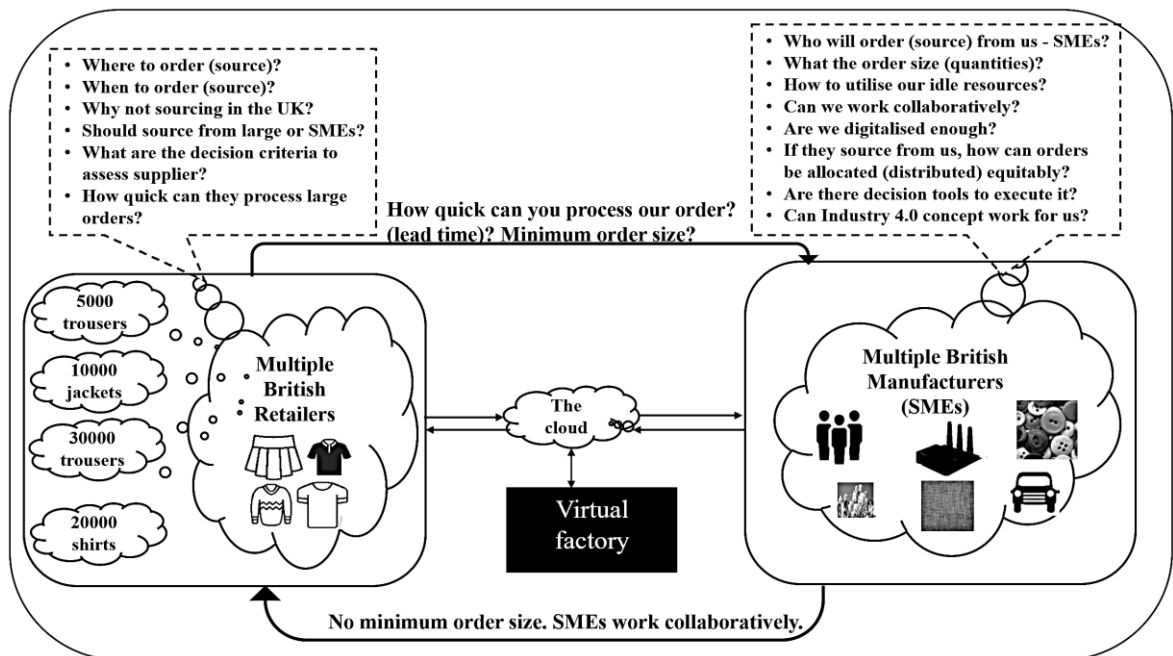 • Where to order (source)?
• When to order (source)?
• Why not sourcing in the UK?
• Should source from large or SMEs?
• What are the decision criteria to
assess supplier?
• How quick can they process large
orders?
• Who will order (source) from us - SMEs?
• What the order size (quantities)?
• How to utilise our idle resources?
• Can we work collaboratively?
• Are we digitalised enough?
• If they source from us, how can orders
be allocated (distributed) equitably?
• Are there decision tools to execute it?
• Can Industry 4.0 concept work for us?
How quick can you process our order?
(lead time)? Minimum order size?
5000
trousers
10000
jackets
30000
trousers
20000
shirts
Multiple
British
Retailers
The
cloud
Virtual
factory
Multiple British
Manufacturers
(SMEs)
No minimum order size. SMEs work collaboratively.